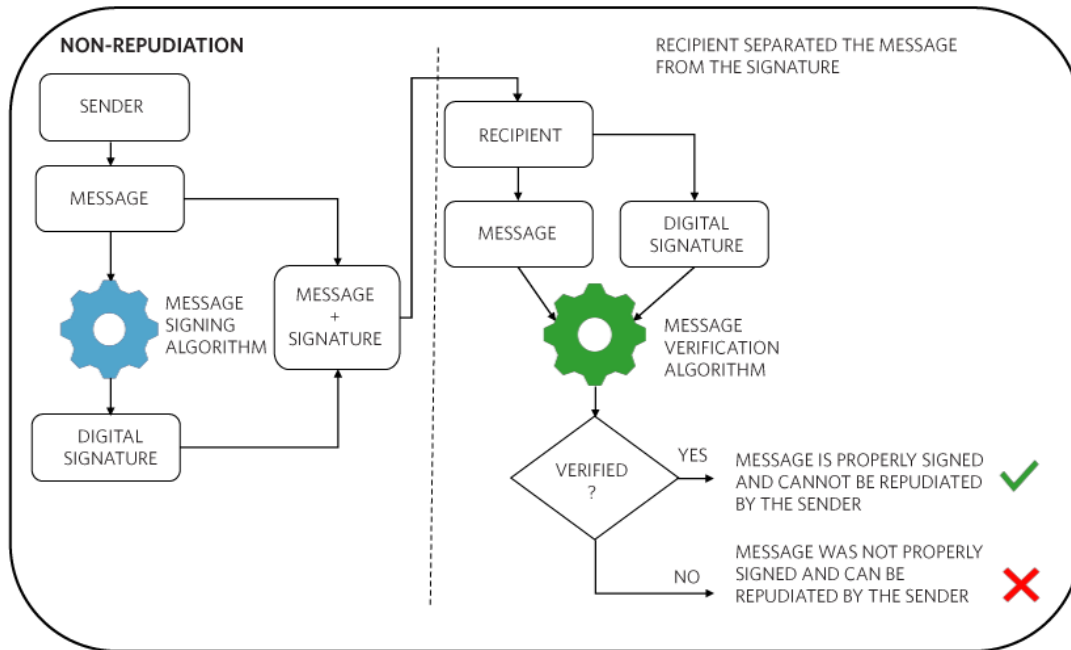 NON-REPUDIATION
SENDER
MESSAGE
MESSAGE
SIGNING
ALGORITHM
DIGITAL
SIGNATURE
MESSAGE
+
SIGNATURE
RECIPIENT SEPARATED THE MESSAGE
FROM THE SIGNATURE
RECIPIENT
MESSAGE
DIGITAL
SIGNATURE
MESSAGE
VERIFICATION
ALGORITHM
VERIFIED
?
YES
MESSAGE IS PROPERLY SIGNED
AND CANNOT BE REPUDIATED
BY THE SENDER
NO
MESSAGE WAS NOT PROPERLY
SIGNED AND CAN BE
REPUDIATED BY THE SENDER